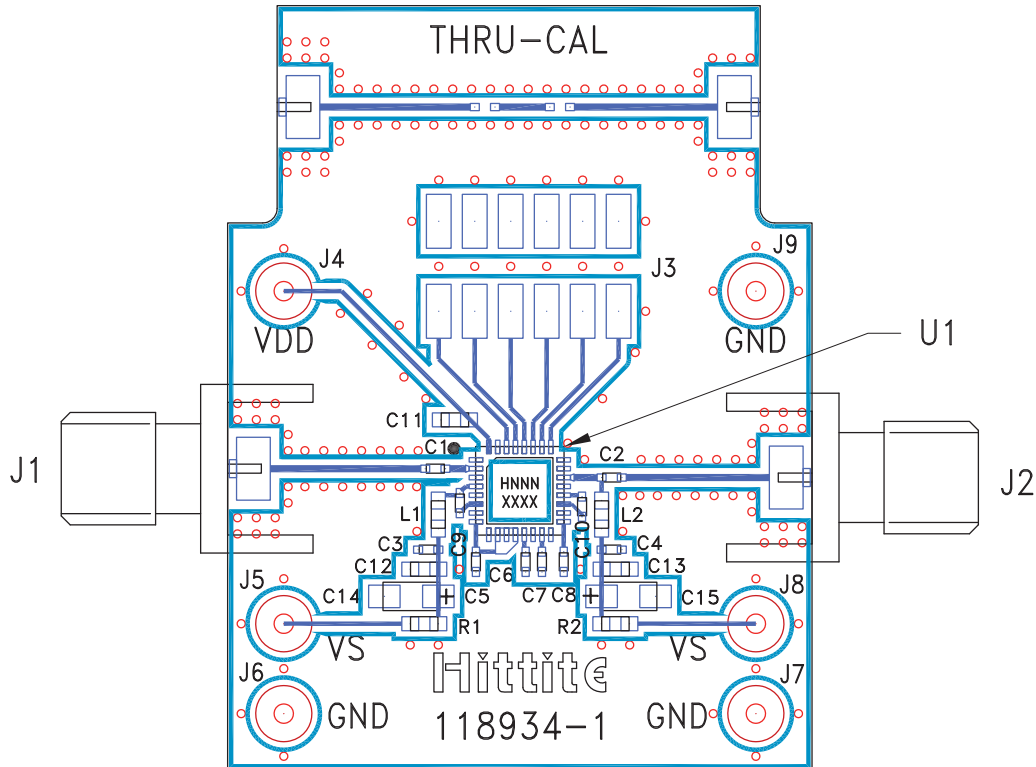 THRU-CAL
J4
J9
J3
VDD
GND
U1
C11
C1
C2
J1
HNNN
XXXX
J2
L1
L2
C3
C9
C10
C4
C12
C6
C13
J5
C14
C5
C7
C8
C15
J8
VS
R1
R2
VS
J6
Hittite
J7
GND
118934-1
GND